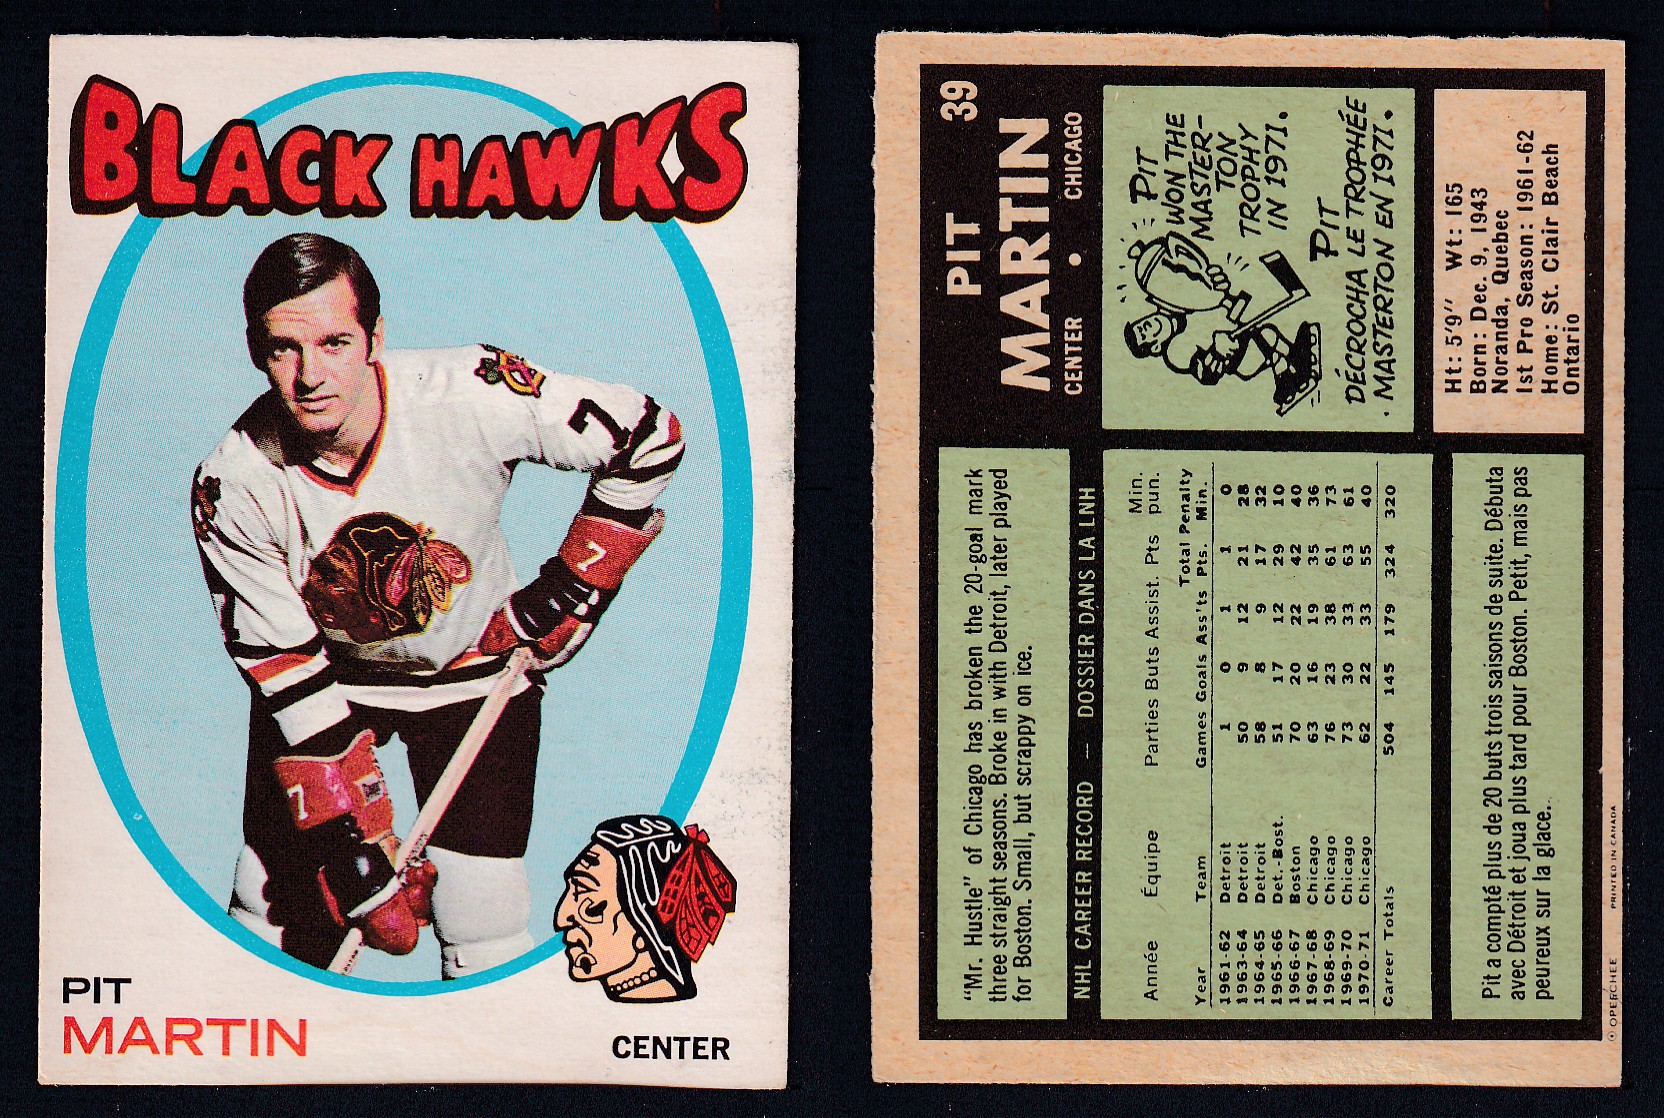 BLACK HAWKS
7
7
7
PIT
MARTIN
CENTER
39
PIT
MARTIN
CENTER • CHICAGO
PIT
WON THE
MASTER-
TON
TROPHY
IN 1971.
PIT
DÉCROCHA LE TROPHÉE
MASTERTON EN 1971.
Ht: 5'9" Wt: 165
Born: Dec. 9, 1943
Noranda, Quebec
1st Pro Season: 1961-62
Home: St. Clair Beach
Ontario
"Mr. Hustle" of Chicago has broken the 20-goal mark
three straight seasons. Broke in with Detroit, later played
for Boston. Small, but scrappy on ice.
NHL CAREER RECORD — DOSSIER DANS LA LNH
Année Équipe Parties Buts Assist. Pts Min. pun.
Year Team Games Goals Ass'ts Total Pts. Penalty Min.
1961-62 Detroit 1 0 1 1 0
1963-64 Detroit 50 9 12 21 28
1964-65 Detroit 58 8 9 17 32
1965-66 Det.-Bost. 51 17 12 29 10
1966-67 Boston 70 20 22 42 40
1967-68 Chicago 63 16 19 35 36
1968-69 Chicago 76 23 38 61 73
1969-70 Chicago 73 30 33 63 61
1970-71 Chicago 62 22 33 55 40
Career Totals 504 145 179 324 320
Pit a compté plus de 20 buts trois saisons de suite. Débuta
avec Détroit et joua plus tard pour Boston. Petit, mais pas
peureux sur la glace.
© OPEECHEE PRINTED IN CANADA